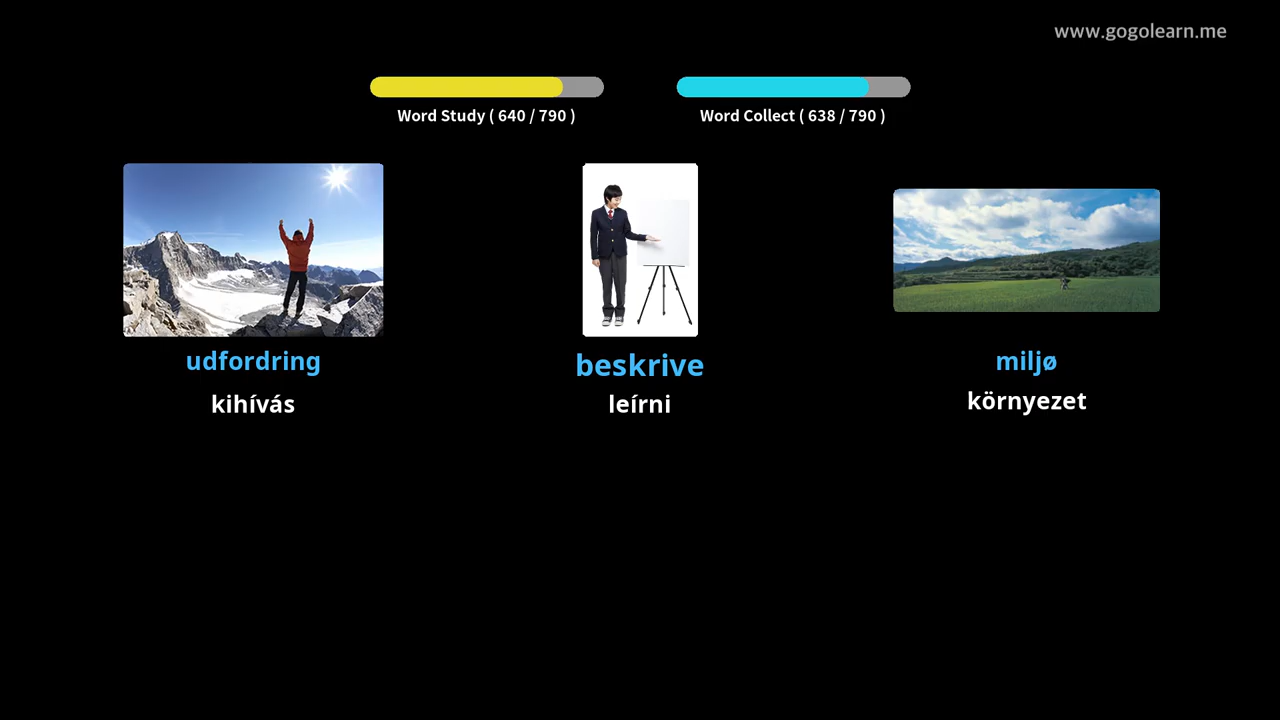 www.gogolearn.me
Word Study ( 640 / 790 )
Word Collect ( 638 / 790 )
udfordring
kihívás
beskrive
leírni
miljø
környezet